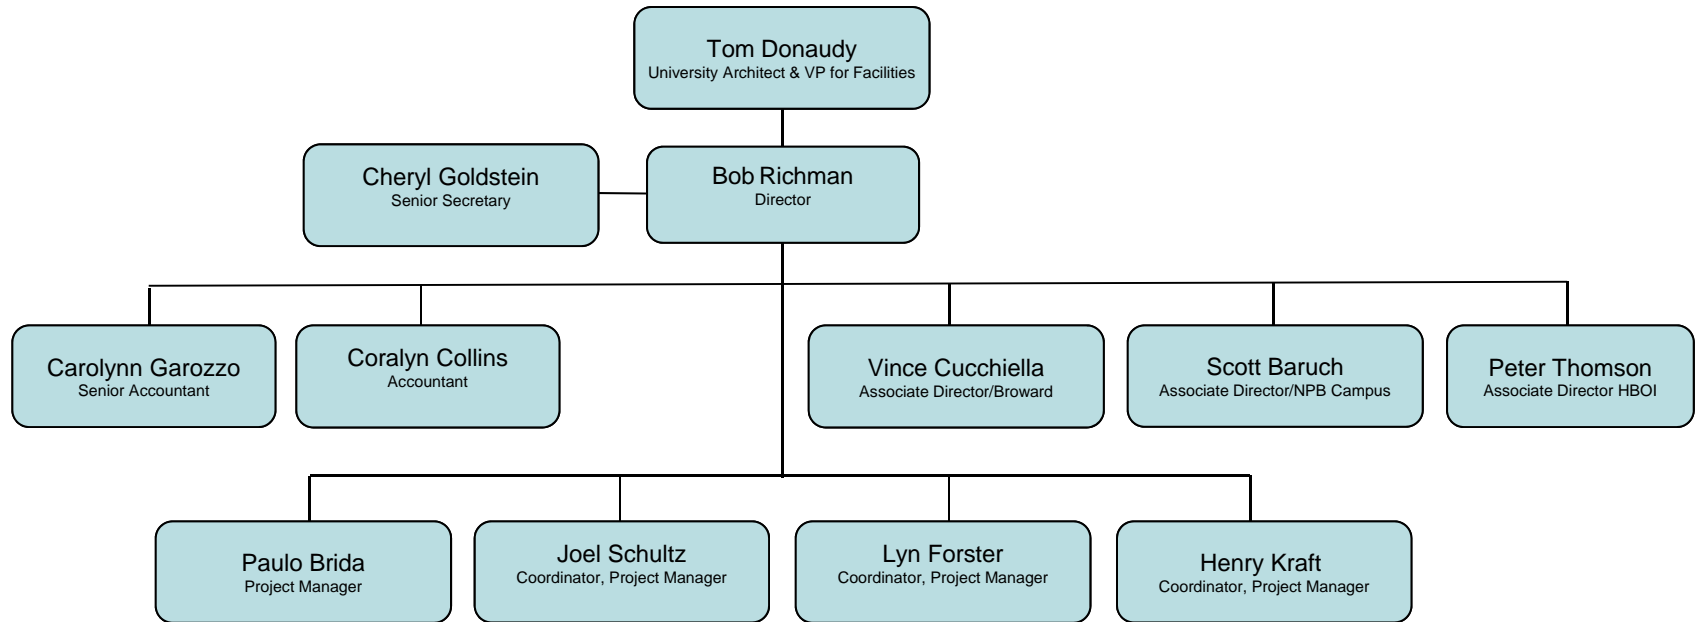 Tom Donaudy
University Architect & VP for Facilities
Cheryl Goldstein
Senior Secretary
Bob Richman
Director
Carolynn Garozzo
Senior Accountant
Coralyn Collins
Accountant
Vince Cucchiella
Associate Director/Broward
Scott Baruch
Associate Director/NPB Campus
Peter Thomson
Associate Director HBOI
Paulo Brida
Project Manager
Joel Schultz
Coordinator, Project Manager
Lyn Forster
Coordinator, Project Manager
Henry Kraft
Coordinator, Project Manager